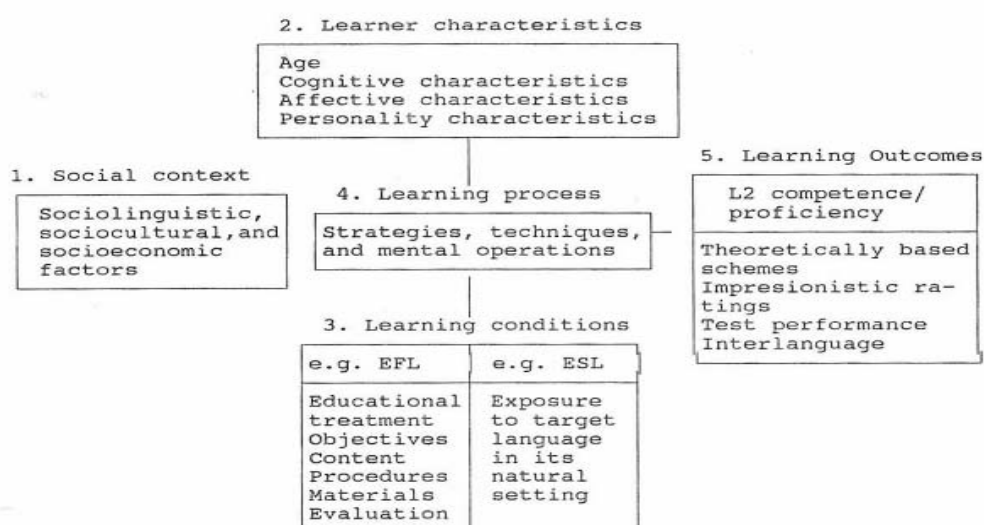 2. Learner characteristics
Age
Cognitive characteristics
Affective characteristics
Personality characteristics
1. Social context
Sociolinguistic,
sociocultural,and
socioeconomic
factors
4. Learning process
Strategies, techniques,
and mental operations
5. Learning Outcomes
L2 competence/
proficiency
Theoretically based
schemes
Impresionistic ra-
tings
Test performance
Interlanguage
3. Learning conditions
e.g. EFL
Educational
treatment
Objectives
Content
Procedures
Materials
Evaluation
e.g. ESL
Exposure
to target
language
in its
natural
setting